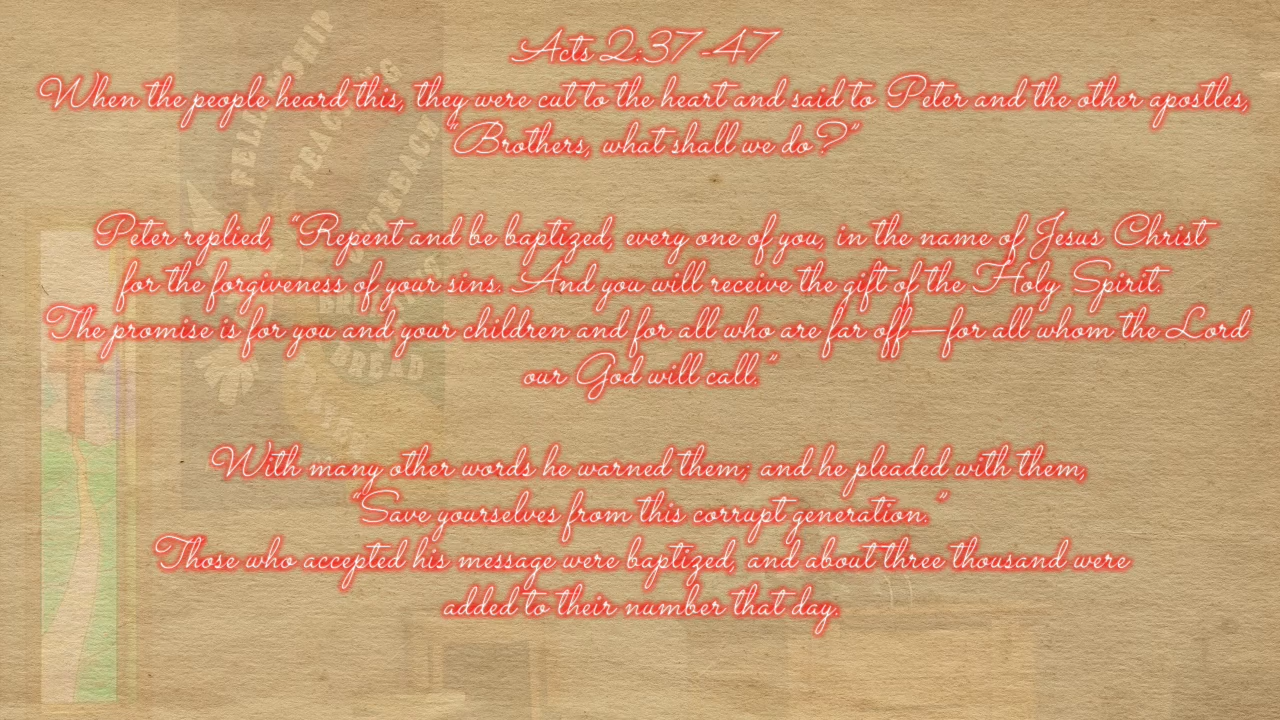 Acts 2:37-47
When the people heard this, they were cut to the heart and said to Peter and the other apostles,
"Brothers, what shall we do?"
Peter replied, "Repent and be baptized, every one of you, in the name of Jesus Christ
for the forgiveness of your sins. And you will receive the gift of the Holy Spirit.
The promise is for you and your children and for all who are far off—for all whom the Lord
our God will call."
With many other words he warned them; and he pleaded with them,
"Save yourselves from this corrupt generation."
Those who accepted his message were baptized, and about three thousand were
added to their number that day.
FELLOWSHIP
TEACHING
OUTREACH
BREAD